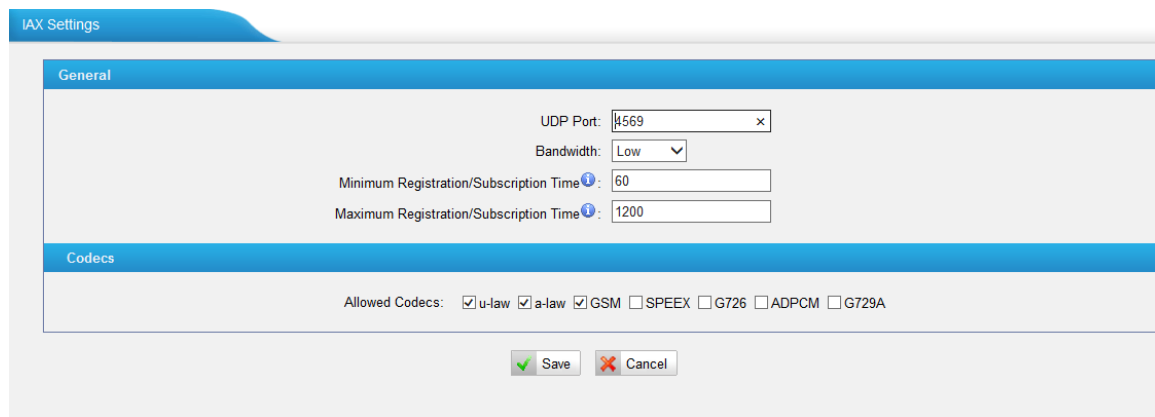 IAX Settings
General
UDP Port: 4569
Bandwidth: Low
Minimum Registration/Subscription Time : 60
Maximum Registration/Subscription Time : 1200
Codecs
Allowed Codecs: u-law a-law GSM SPEEX G726 ADPCM G729A
Save Cancel